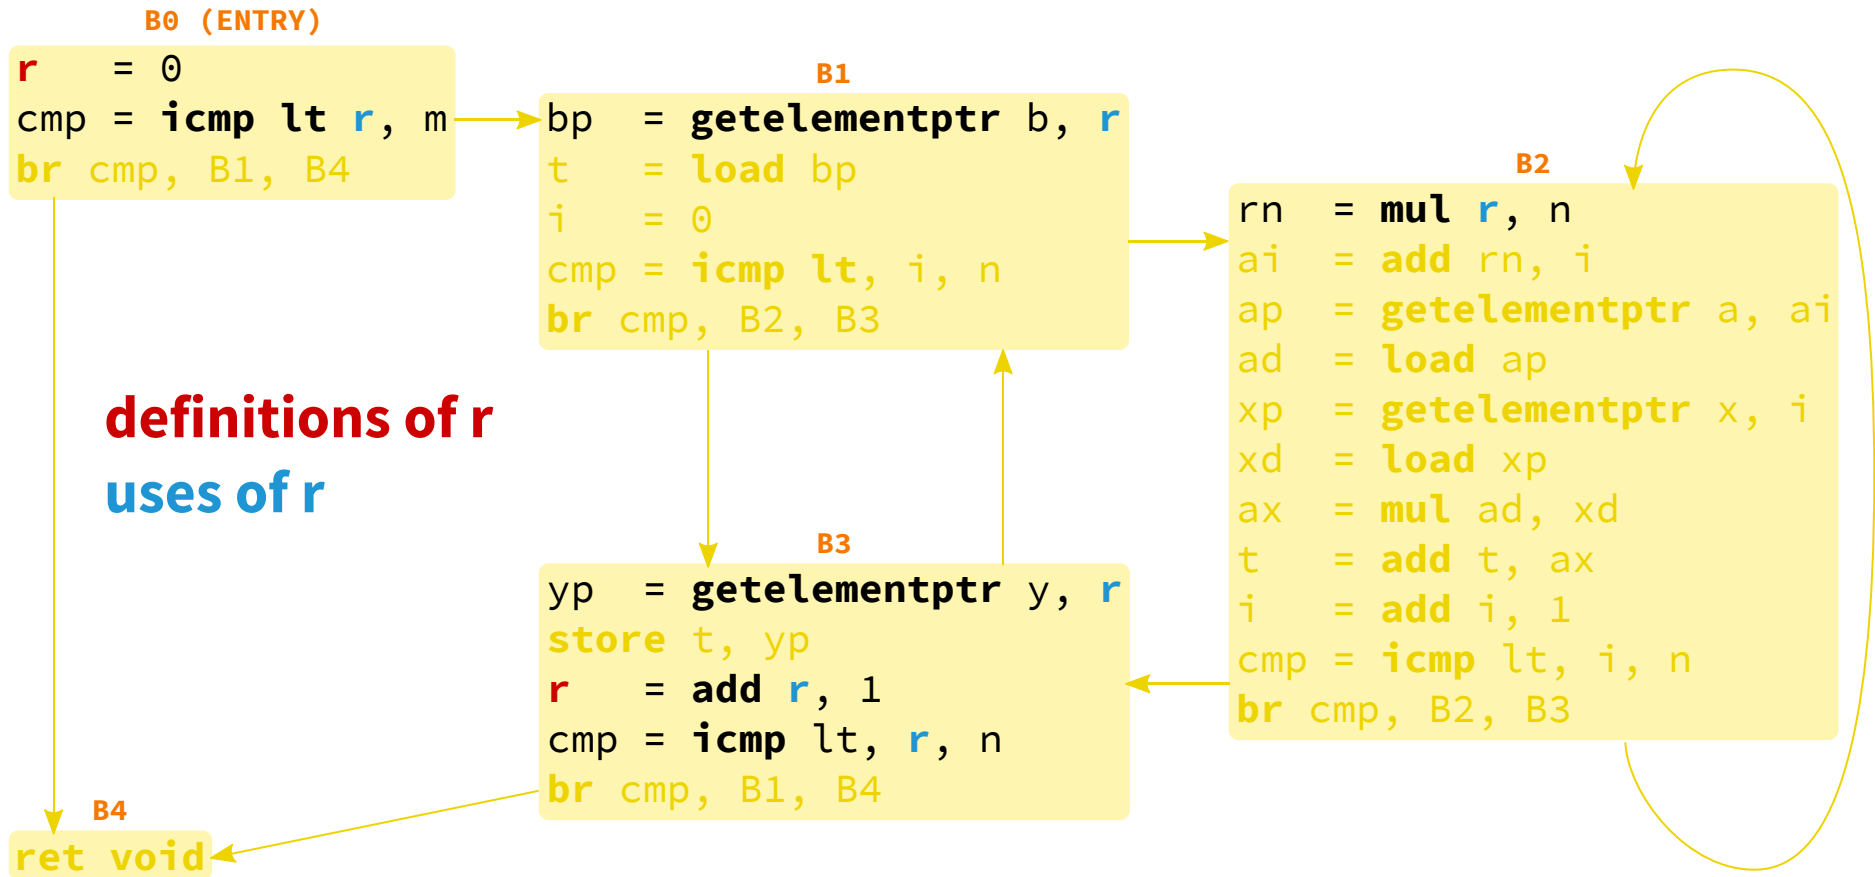 B0 (ENTRY)
r = 0
cmp = icmp lt r, m
br cmp, B1, B4
B1
bp = getelementptr b, r
t = load bp
i = 0
cmp = icmp lt, i, n
br cmp, B2, B3
B2
rn = mul r, n
ai = add rn, i
ap = getelementptr a, ai
ad = load ap
xp = getelementptr x, i
xd = load xp
ax = mul ad, xd
t = add t, ax
i = add i, 1
cmp = icmp lt, i, n
br cmp, B2, B3
definitions of r
uses of r
B3
yp = getelementptr y, r
store t, yp
r = add r, 1
cmp = icmp lt, r, n
br cmp, B1, B4
B4
ret void